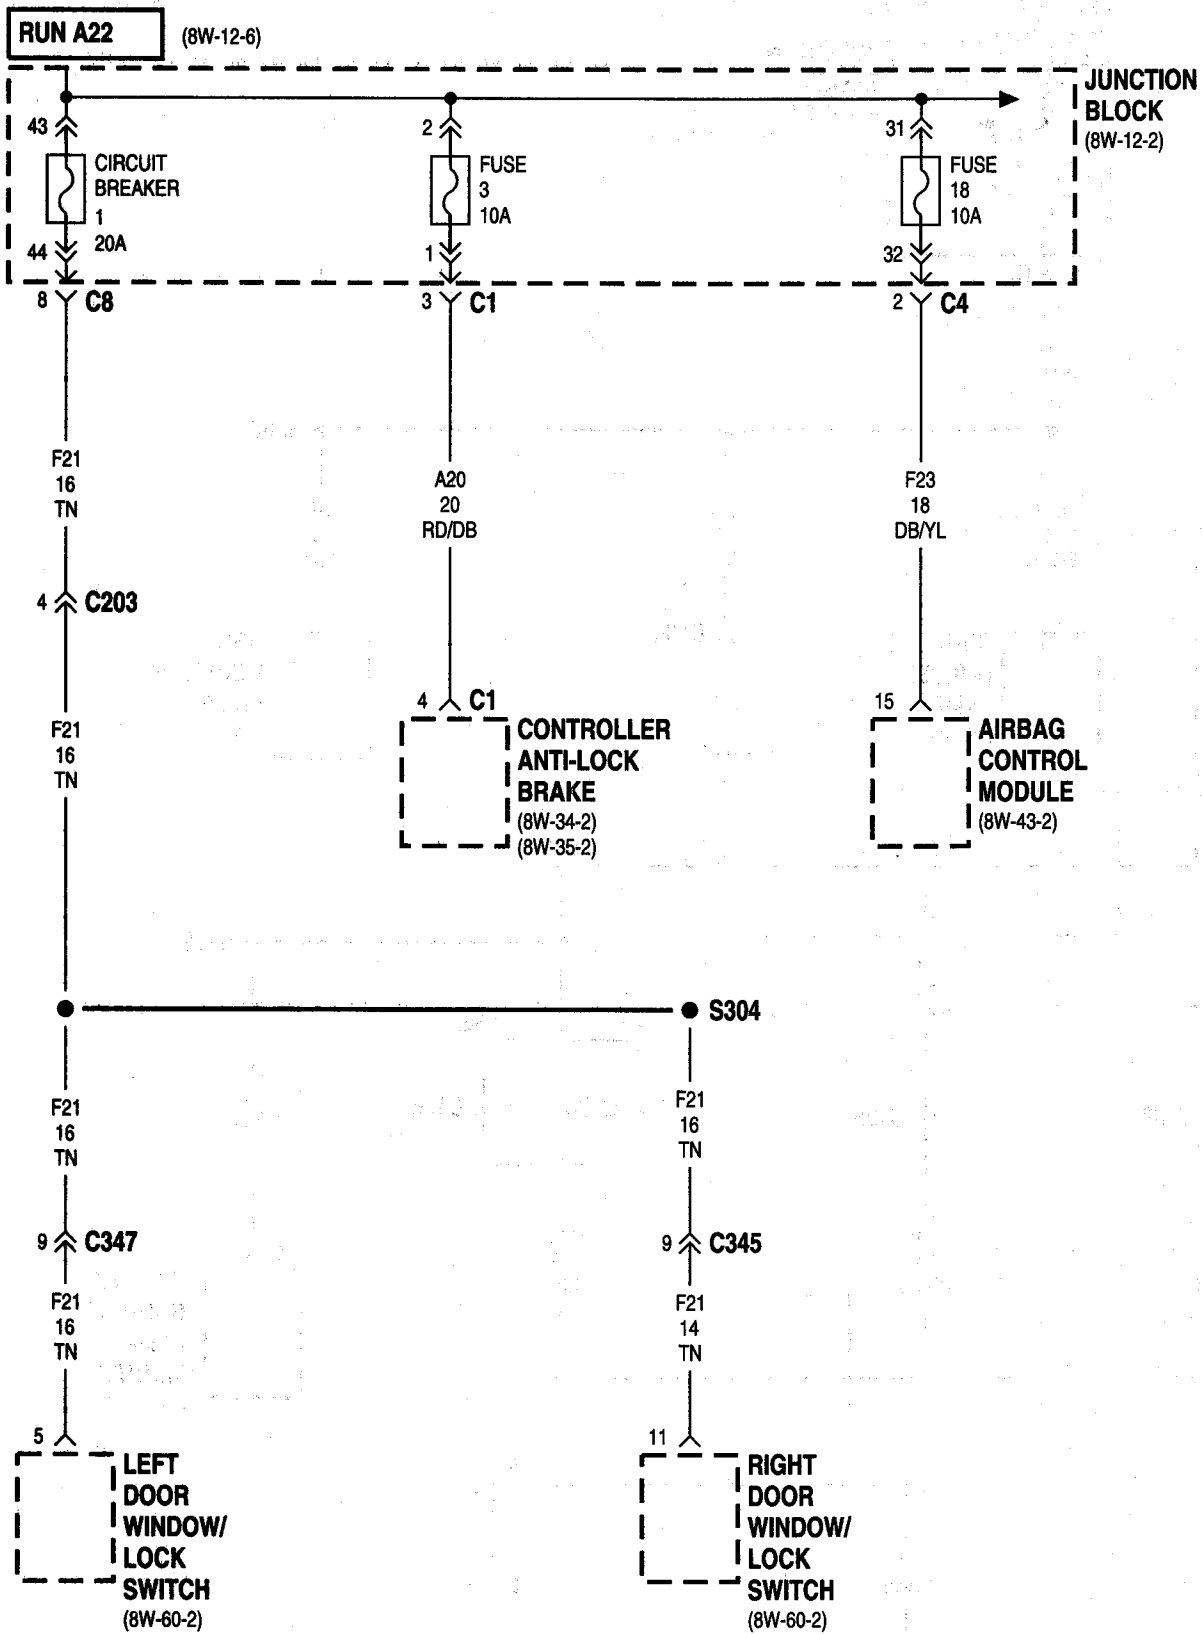 RUN A22
(8W-12-6)
JUNCTION
BLOCK
(8W-12-2)
43
CIRCUIT
BREAKER
1
20A
44
2
FUSE
3
10A
1
31
FUSE
18
10A
32
8
C8
3
C1
2
C4
F21
16
TN
A20
20
RD/DB
F23
18
DB/YL
4
C203
F21
16
TN
4
C1
CONTROLLER
ANTI-LOCK
BRAKE
(8W-34-2)
(8W-35-2)
15
AIRBAG
CONTROL
MODULE
(8W-43-2)
S304
F21
16
TN
F21
16
TN
9
C347
9
C345
F21
16
TN
F21
14
TN
5
LEFT
DOOR
WINDOW/
LOCK
SWITCH
(8W-60-2)
11
RIGHT
DOOR
WINDOW/
LOCK
SWITCH
(8W-60-2)